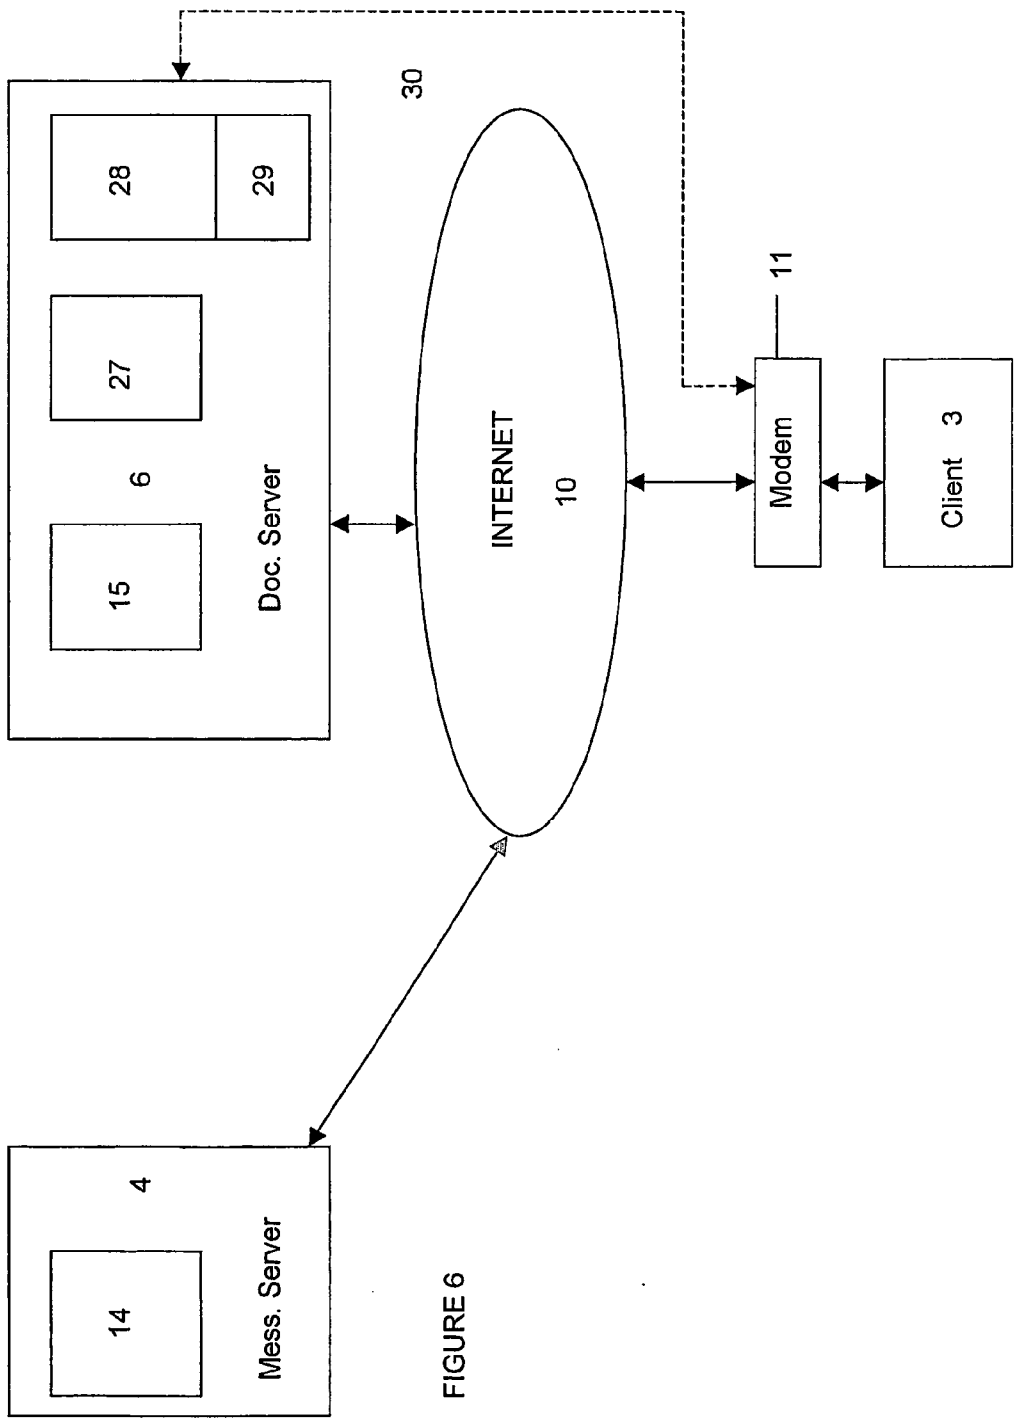 14
4
Mess. Server
15
27
28
6
29
Doc. Server
30
INTERNET
10
Modem
11
Client 3
FIGURE 6